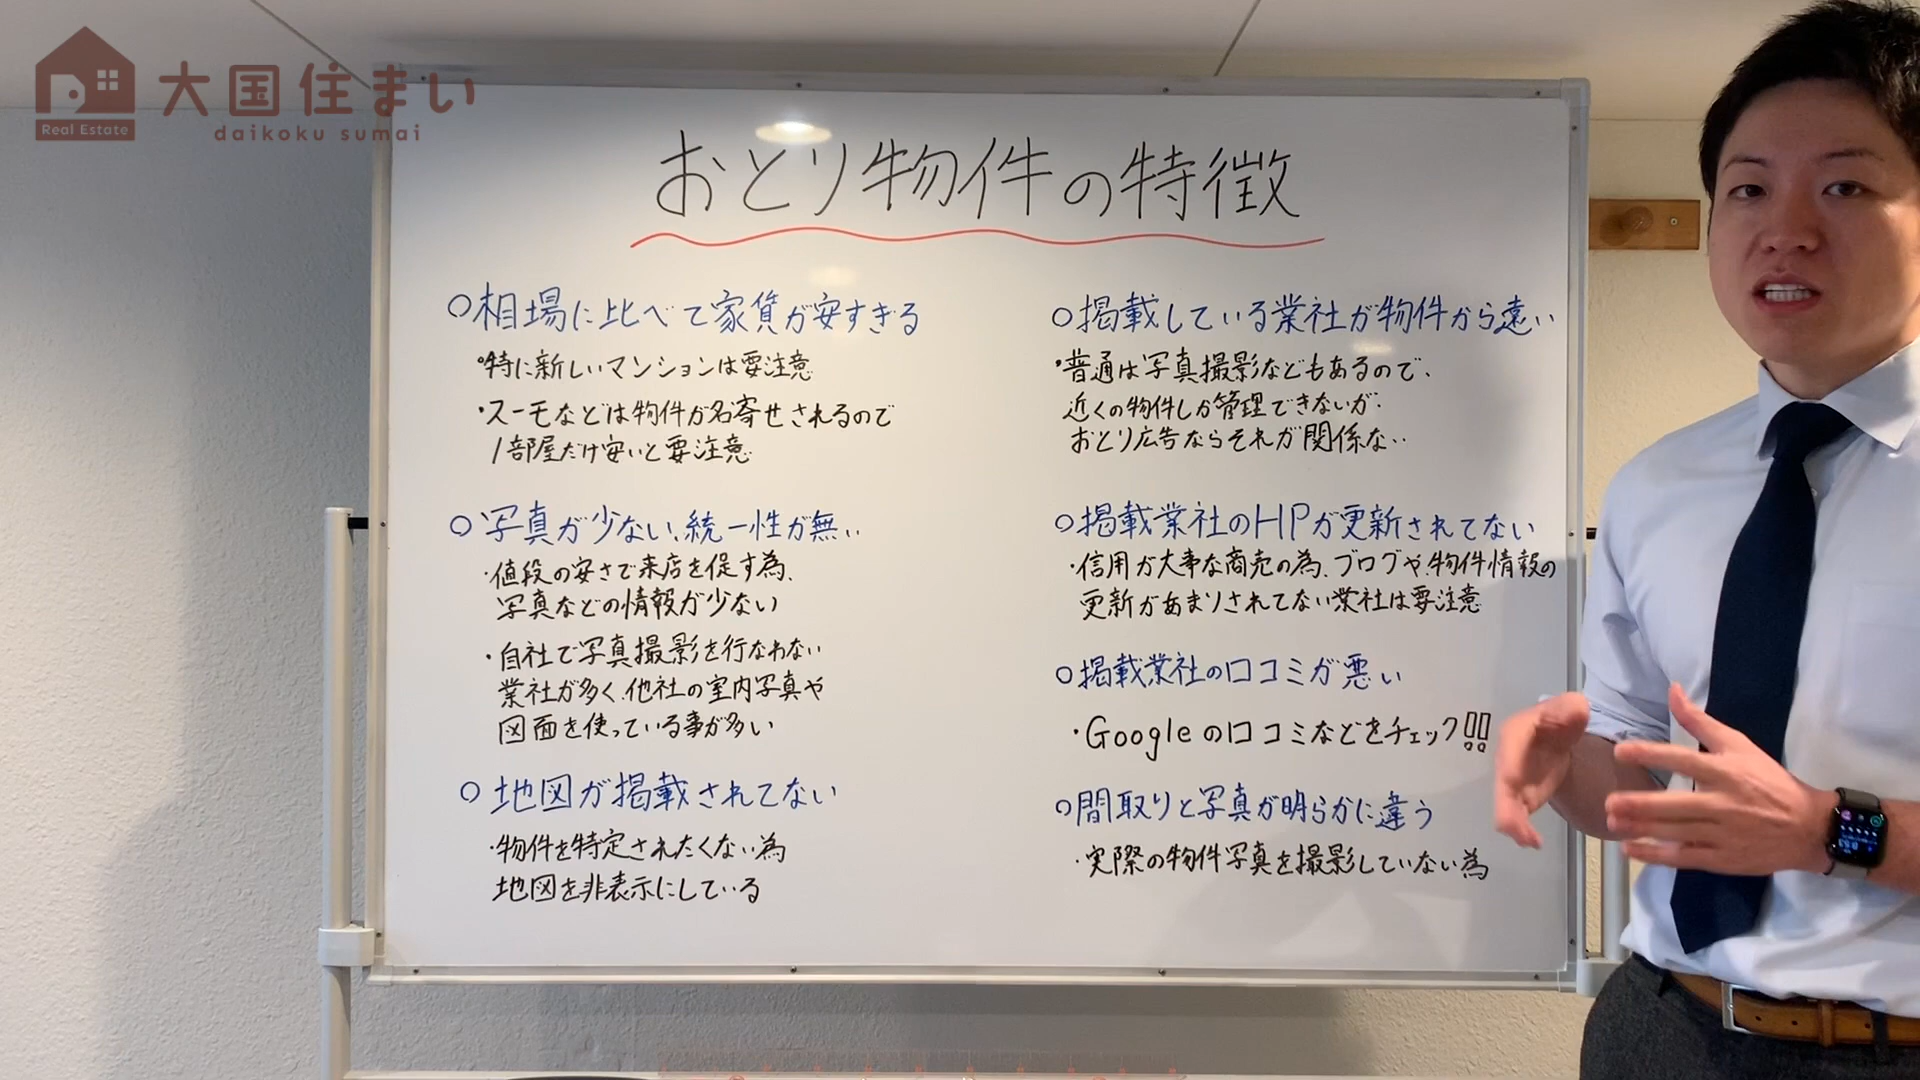 大国住まい
Real Estate
daikoku sumai
おとり物件の特徴
○相場に比べて家賃が安すぎる
・特に新しいマンションは要注意
・スーモなどは物件が名寄せされるので
1部屋だけ安いと要注意
○写真が少ない、統一性が無い
・値段の安さで来店を促す為、
写真などの情報が少ない
・自社で写真撮影を行なわない
業社が多く、他社の室内写真や
図面を使っている事が多い
○地図が掲載されてない
・物件を特定されたくない為
地図を非表示にしている
○掲載している業社が物件から遠い
・普通は写真撮影などもあるので、
近くの物件しか管理できないが、
おとり広告ならそれが関係ない
○掲載業社のHPが更新されてない
・信用が大事な商売の為、ブログや物件情報の
更新があまりされてない業社は要注意
○掲載業社の口コミが悪い
・Googleの口コミなどをチェック!!
○間取りと写真が明らかに違う
・実際の物件写真を撮影していない為